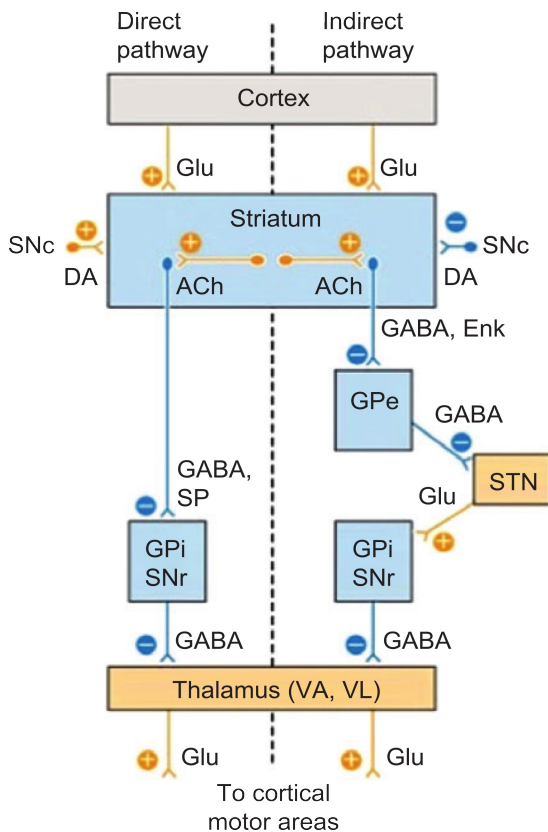 Direct
pathway
Indirect
pathway
Cortex
+ Glu
+ Glu
Striatum
SNc
+
DA
+
ACh
+
ACh
−
SNc
DA
GABA, Enk
−
GPe
GABA
−
STN
Glu
+
GABA,
SP
−
GPi
SNr
GPi
SNr
− GABA
− GABA
Thalamus (VA, VL)
+ Glu
+ Glu
To cortical
motor areas